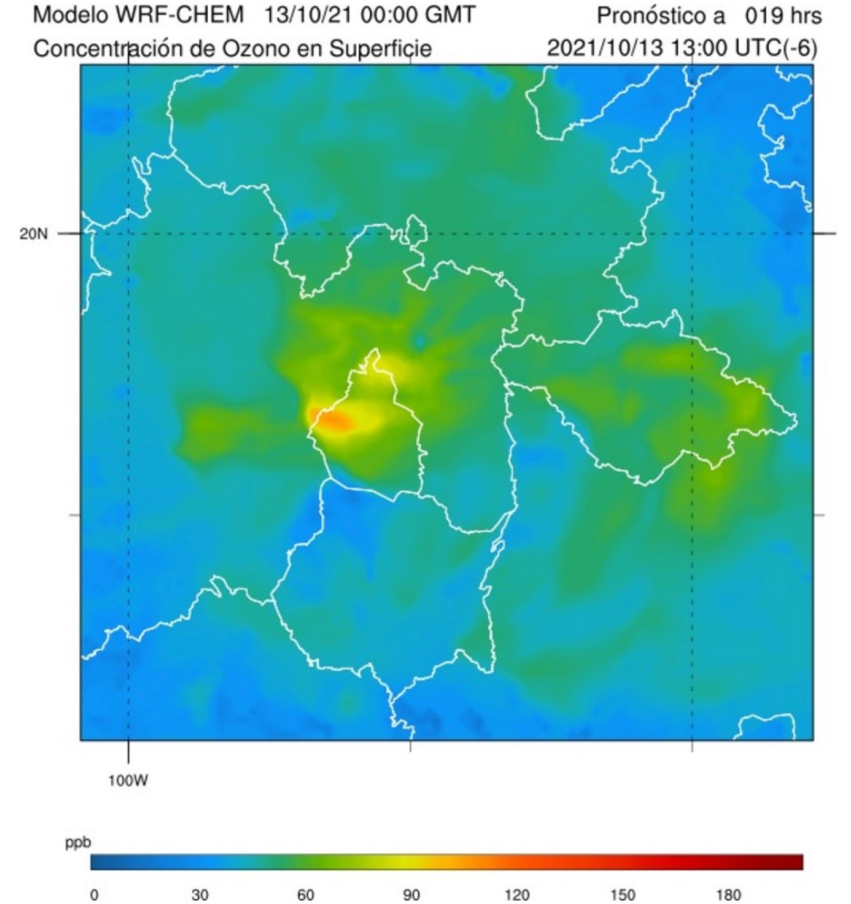 Modelo WRF-CHEM 13/10/21 00:00 GMT Pronóstico a 019 hrs
Concentración de Ozono en Superficie 2021/10/13 13:00 UTC(-6)
20N
100W
ppb
0 30 60 90 120 150 180